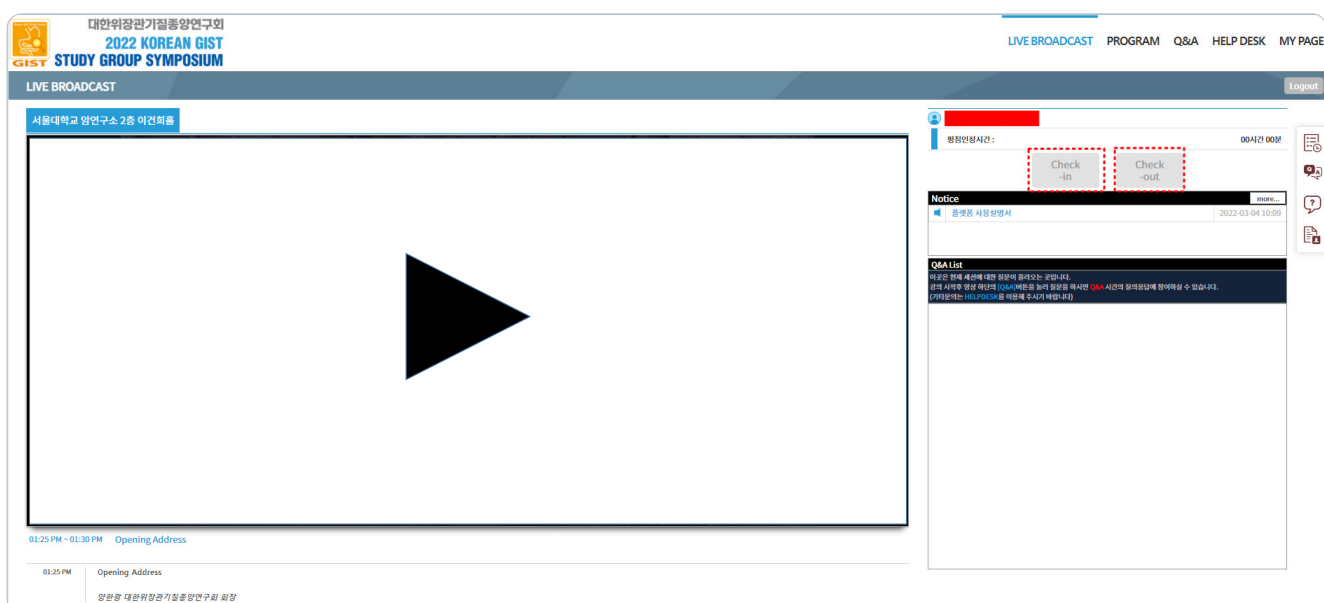 대한위장관기질종양연구회
2022 KOREAN GIST
STUDY GROUP SYMPOSIUM
GIST
LIVE BROADCAST PROGRAM Q&A HELP DESK MY PAGE
LIVE BROADCAST
Logout
서울대학교 암연구소 2층 이건희홀
평점인정시간 :
00시간 00분
Check
-in
Check
-out
Notice
more...
플랫폼 사용설명서
2022-03-04 10:09
Q&A List
이곳은 현재 세션에 대한 질문이 올라오는 곳입니다.
강의 시작후 영상 하단의 [Q&A]버튼을 눌러 질문을 하시면 Q&A 시간의 질의응답에 참여하실 수 있습니다.
(기타문의는 HELPDESK를 이용해 주시기 바랍니다)
01:25 PM ~ 01:30 PM Opening Address
01:25 PM Opening Address
양한광 대한위장관기질종양연구회 회장